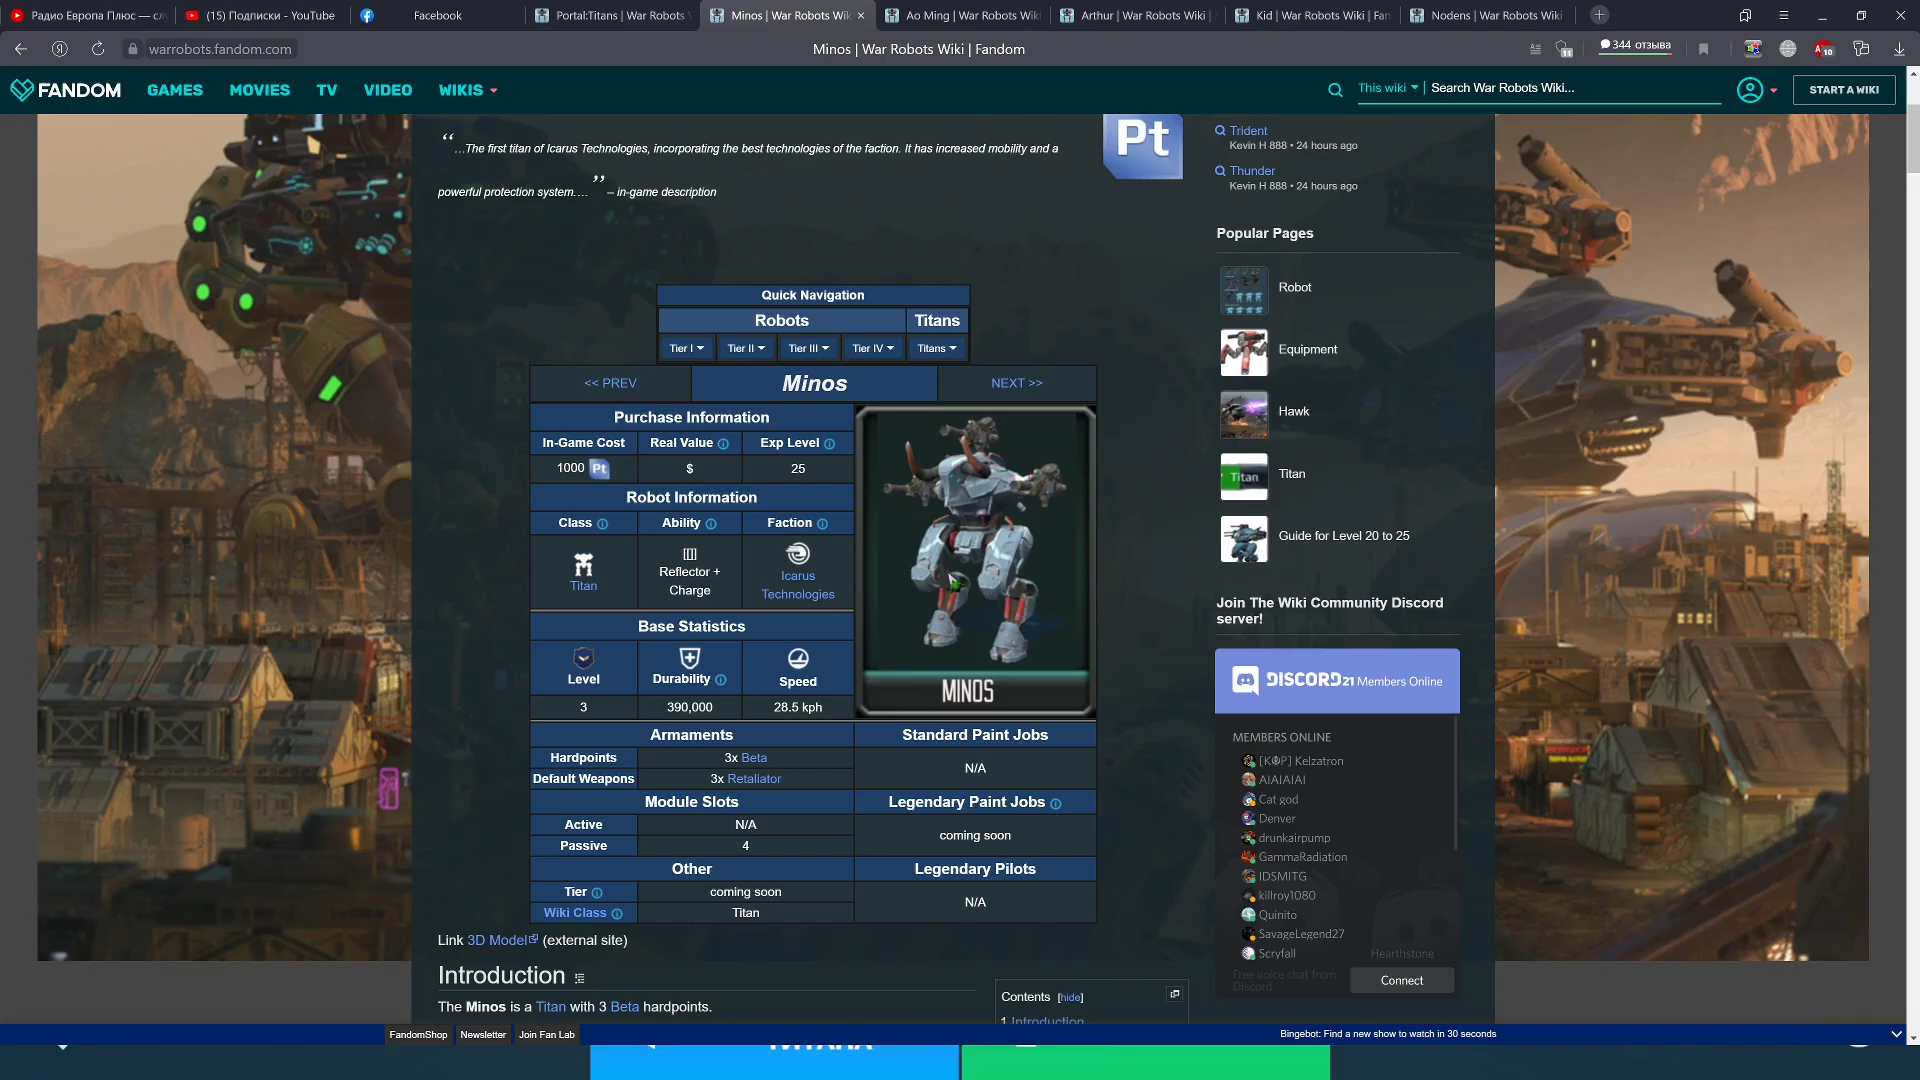 Радио Европа Плюс — сл
(15) Подписки - YouTube
Facebook
Portal:Titans | War Robots
Minos | War Robots Wik
Ao Ming | War Robots Wiki
Arthur | War Robots Wiki |
Kid | War Robots Wiki | Fan
Nodens | War Robots Wiki
warrobots.fandom.com
Minos | War Robots Wiki | Fandom
11
344 отзыва
10
FANDOM
GAMES
MOVIES
TV
VIDEO
WIKIS
This wiki
Search War Robots Wiki...
START A WIKI
“ …The first titan of Icarus Technologies, incorporating the best technologies of the faction. It has increased mobility and a
powerful protection system.… ” – in-game description
Pt
Trident
Kevin H 888 • 24 hours ago
Thunder
Kevin H 888 • 24 hours ago
Popular Pages
Robot
Equipment
Hawk
Titan
Titan
Guide for Level 20 to 25
Quick Navigation
Robots
Titans
Tier I
Tier II
Tier III
Tier IV
Titans
<< PREV
Minos
NEXT >>
Purchase Information
In-Game Cost
Real Value
Exp Level
1000 Pt
$
25
Robot Information
Class
Ability
Faction
Titan
[[]]
Reflector +
Charge
Icarus
Technologies
Base Statistics
Level
Durability
Speed
3
390,000
28.5 kph
MINOS
Armaments
Standard Paint Jobs
Hardpoints
3x Beta
N/A
Default Weapons
3x Retaliator
Module Slots
Legendary Paint Jobs
Active
N/A
coming soon
Passive
4
Other
Legendary Pilots
Tier
coming soon
N/A
Wiki Class
Titan
Link 3D Model (external site)
Introduction
The Minos is a Titan with 3 Beta hardpoints.
Contents [hide]
1 Introduction
Join The Wiki Community Discord
server!
DISCORD 21 Members Online
MEMBERS ONLINE
Kelzatron
AIAIAIAI
Cat god
Denver
drunkairpump
GammaRadiation
IDSMITG
killroy1080
Quinito
SavageLegend27
Scryfall
Hearthstone
Free voice chat from
Discord
Connect
FandomShop
Newsletter
Join Fan Lab
Bingebot: Find a new show to watch in 30 seconds